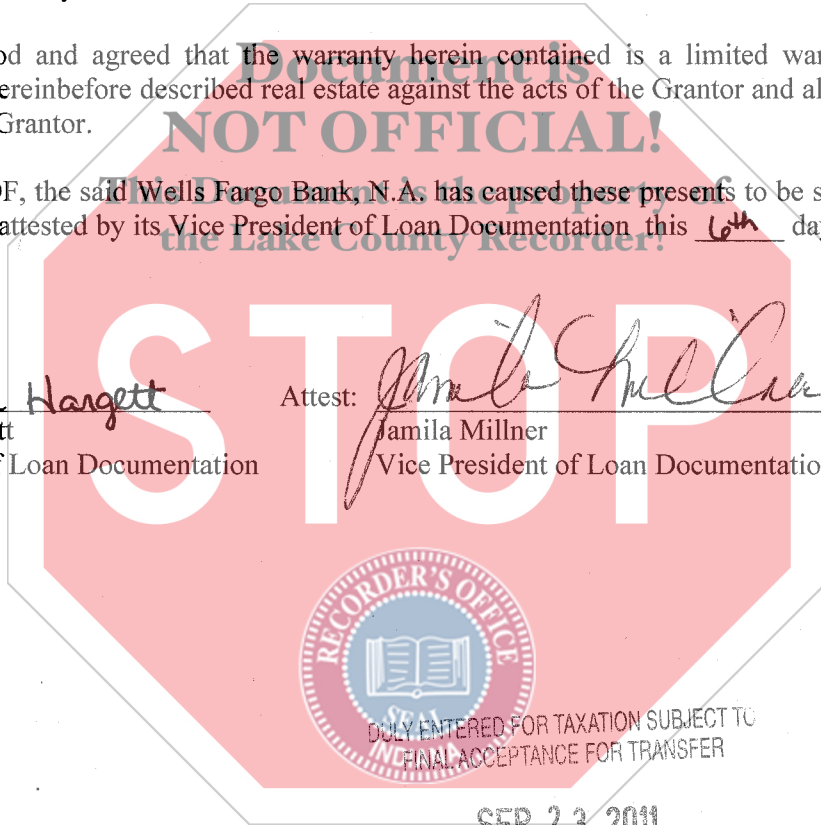 od and agreed that the warranty herein contained is a limited war
Document is
ereinbefore described real estate against the acts of the Grantor and al
Grantor.
NOT OFFICIAL!
F, the said Wells Fargo Bank, N.A. has caused these presents to be s
This Document is the property of
attested by its Vice President of Loan Documentation this 6th day
the Lake County Recorder!
STOP
Hargett Attest: Jamila Millner
tt Jamila Millner
f Loan Documentation Vice President of Loan Documentatio
RECORDER'S OFFICE
SEAL
INDIANA
DULY ENTERED FOR TAXATION SUBJECT TO
FINAL ACCEPTANCE FOR TRANSFER
SEP 23 2011